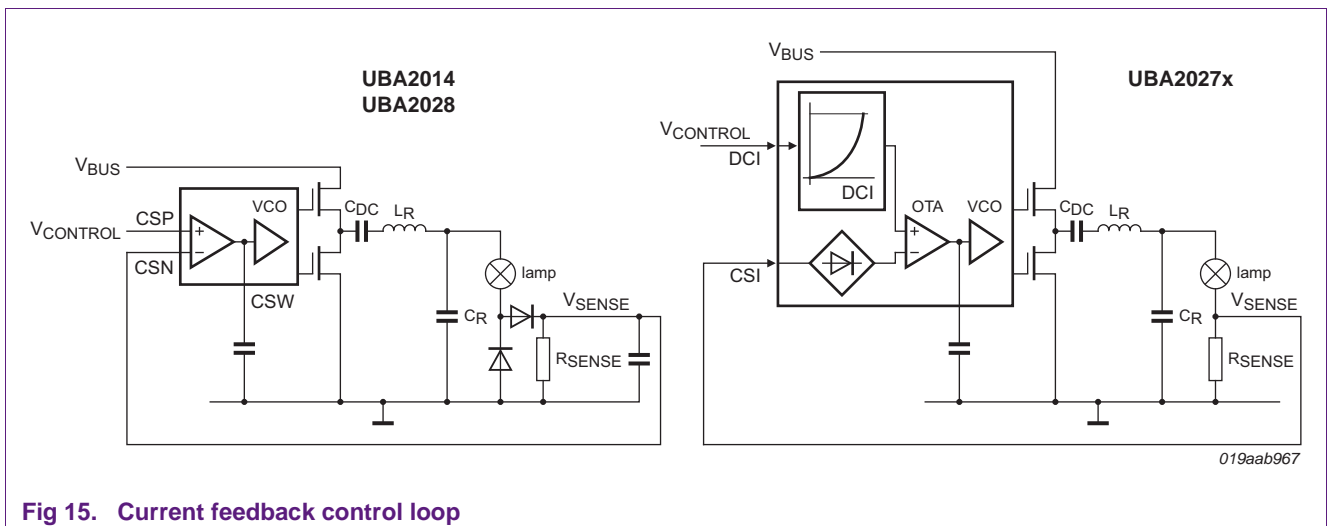 UBA2014
UBA2028
VBUS
VCONTROL
CSP
CSN
VCO
CSW
CDC
LR
lamp
CR
VSENSE
RSENSE
UBA2027x
VBUS
VCONTROL
DCI
DCI
OTA
VCO
CSI
CDC
LR
lamp
CR
VSENSE
RSENSE
019aab967
Fig 15. Current feedback control loop